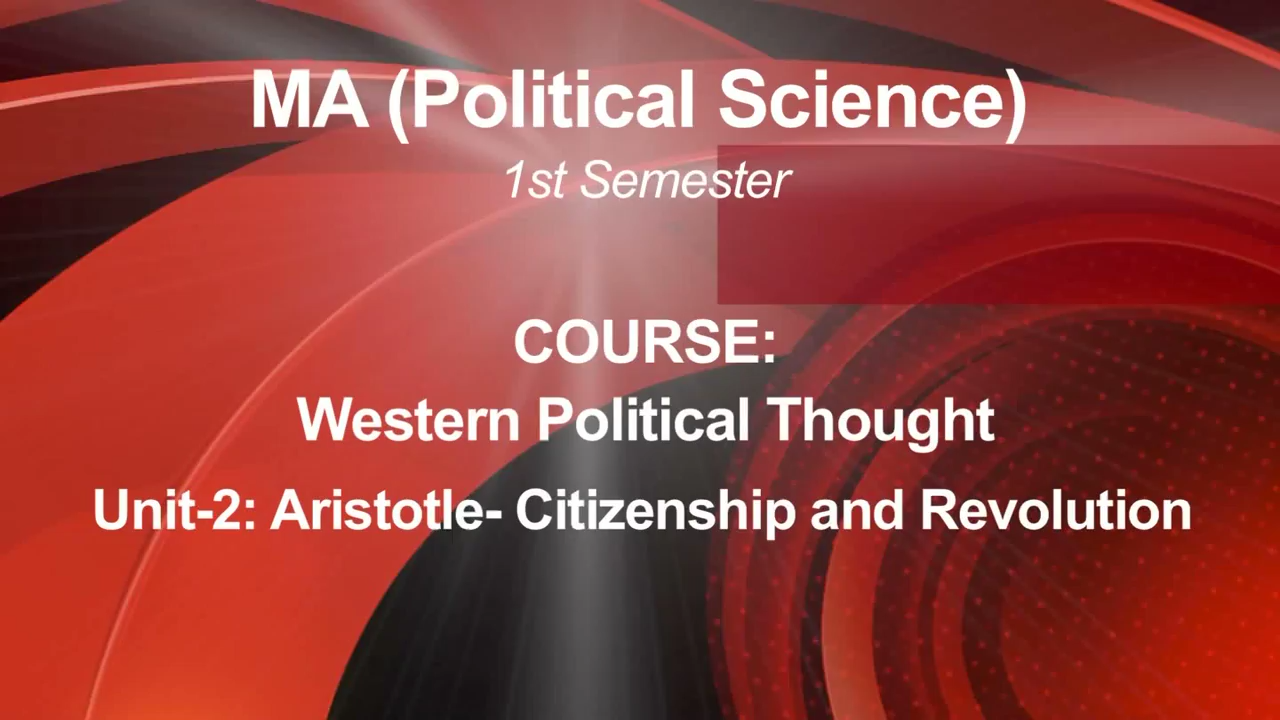 MA (Political Science)
1st Semester
COURSE:
Western Political Thought
Unit-2: Aristotle- Citizenship and Revolution